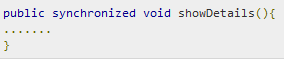 public synchronized void showDetails(){
.......
}